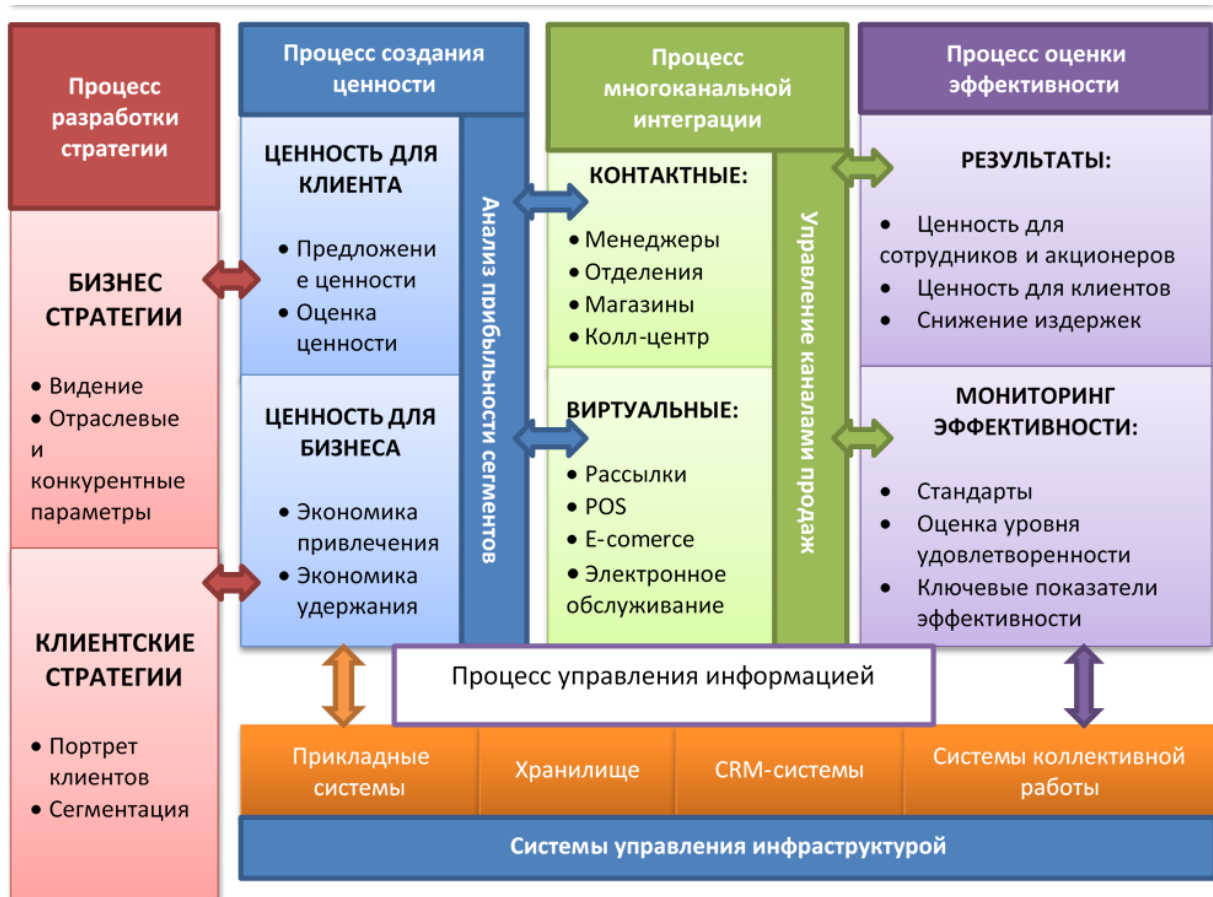 Процесс
разработки
стратегии
БИЗНЕС
СТРАТЕГИИ
• Видение
• Отраслевые
и
конкурентные
параметры
КЛИЕНТСКИЕ
СТРАТЕГИИ
• Портрет
клиентов
• Сегментация
Процесс создания
ценности
ЦЕННОСТЬ ДЛЯ
КЛИЕНТА
• Предложени
е ценности
• Оценка
ценности
ЦЕННОСТЬ ДЛЯ
БИЗНЕСА
• Экономика
привлечения
• Экономика
удержания
Анализ прибыльности сегментов
Процесс
многоканальной
интеграции
КОНТАКТНЫЕ:
• Менеджеры
• Отделения
• Магазины
• Колл-центр
ВИРТУАЛЬНЫЕ:
• Рассылки
• POS
• E-comerce
• Электронное
обслуживание
Управление каналами продаж
Процесс оценки
эффективности
РЕЗУЛЬТАТЫ:
• Ценность для
сотрудников и акционеров
• Ценность для клиентов
• Снижение издержек
МОНИТОРИНГ
ЭФФЕКТИВНОСТИ:
• Стандарты
• Оценка уровня
удовлетворенности
• Ключевые показатели
эффективности
Процесс управления информацией
Прикладные
системы
Хранилище
CRM-системы
Системы коллективной
работы
Системы управления инфраструктурой